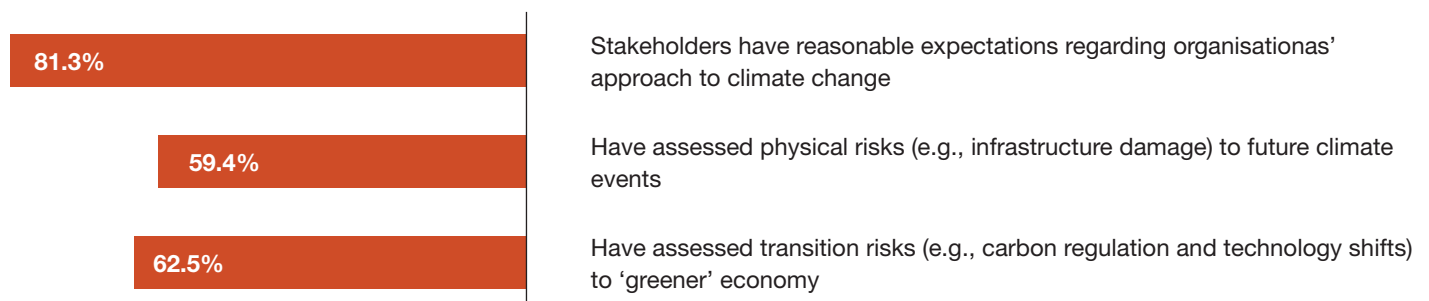 81.3%
Stakeholders have reasonable expectations regarding organisationas’
approach to climate change
59.4%
Have assessed physical risks (e.g., infrastructure damage) to future climate
events
62.5%
Have assessed transition risks (e.g., carbon regulation and technology shifts)
to ‘greener’ economy